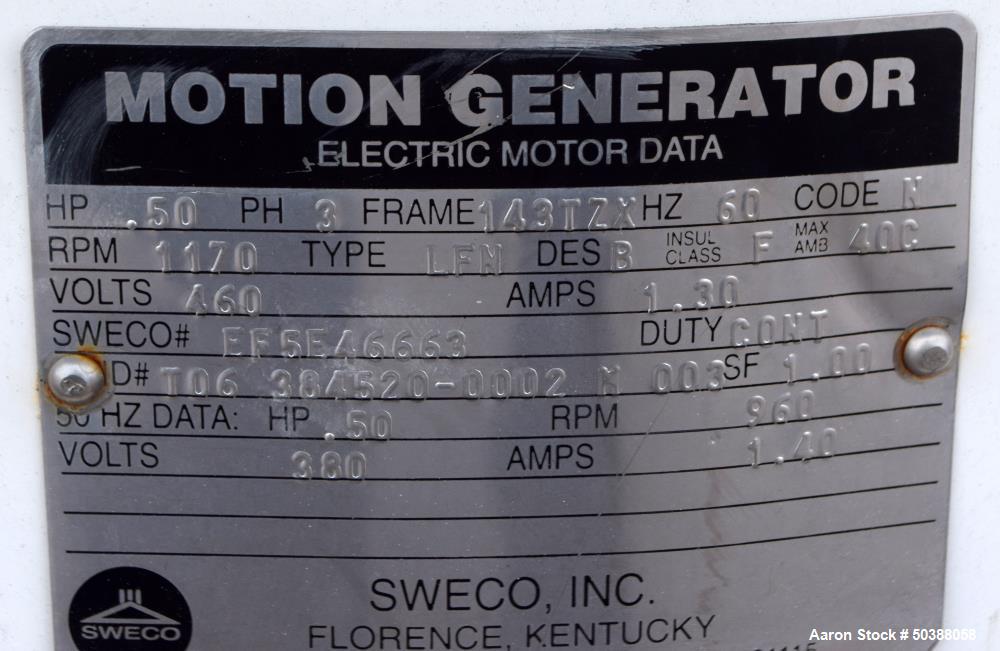 MOTION GENERATOR
ELECTRIC MOTOR DATA
HP .50 PH 3 FRAME 143TZX HZ 60 CODE N
RPM 1170 TYPE LFN DES B INSUL CLASS F MAX AMB 40C
VOLTS 460 AMPS 1.30
SWECO# EF5E46663 DUTY CONT
ID# T06 384520-0002 M 003 SF 1.00
50 HZ DATA: HP .50 RPM 960
VOLTS 380 AMPS 1.40
SWECO, INC.
SWECO
FLORENCE, KENTUCKY
Aaron Stock # 50388058